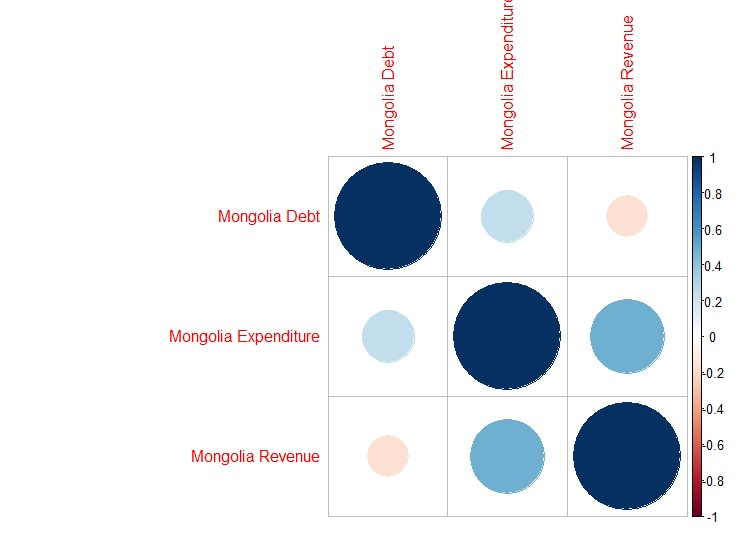 Mongolia Debt
Mongolia Expenditure
Mongolia Revenue
Mongolia Debt
Mongolia Expenditure
Mongolia Revenue
1
0.8
0.6
0.4
0.2
0
-0.2
-0.4
-0.6
-0.8
-1